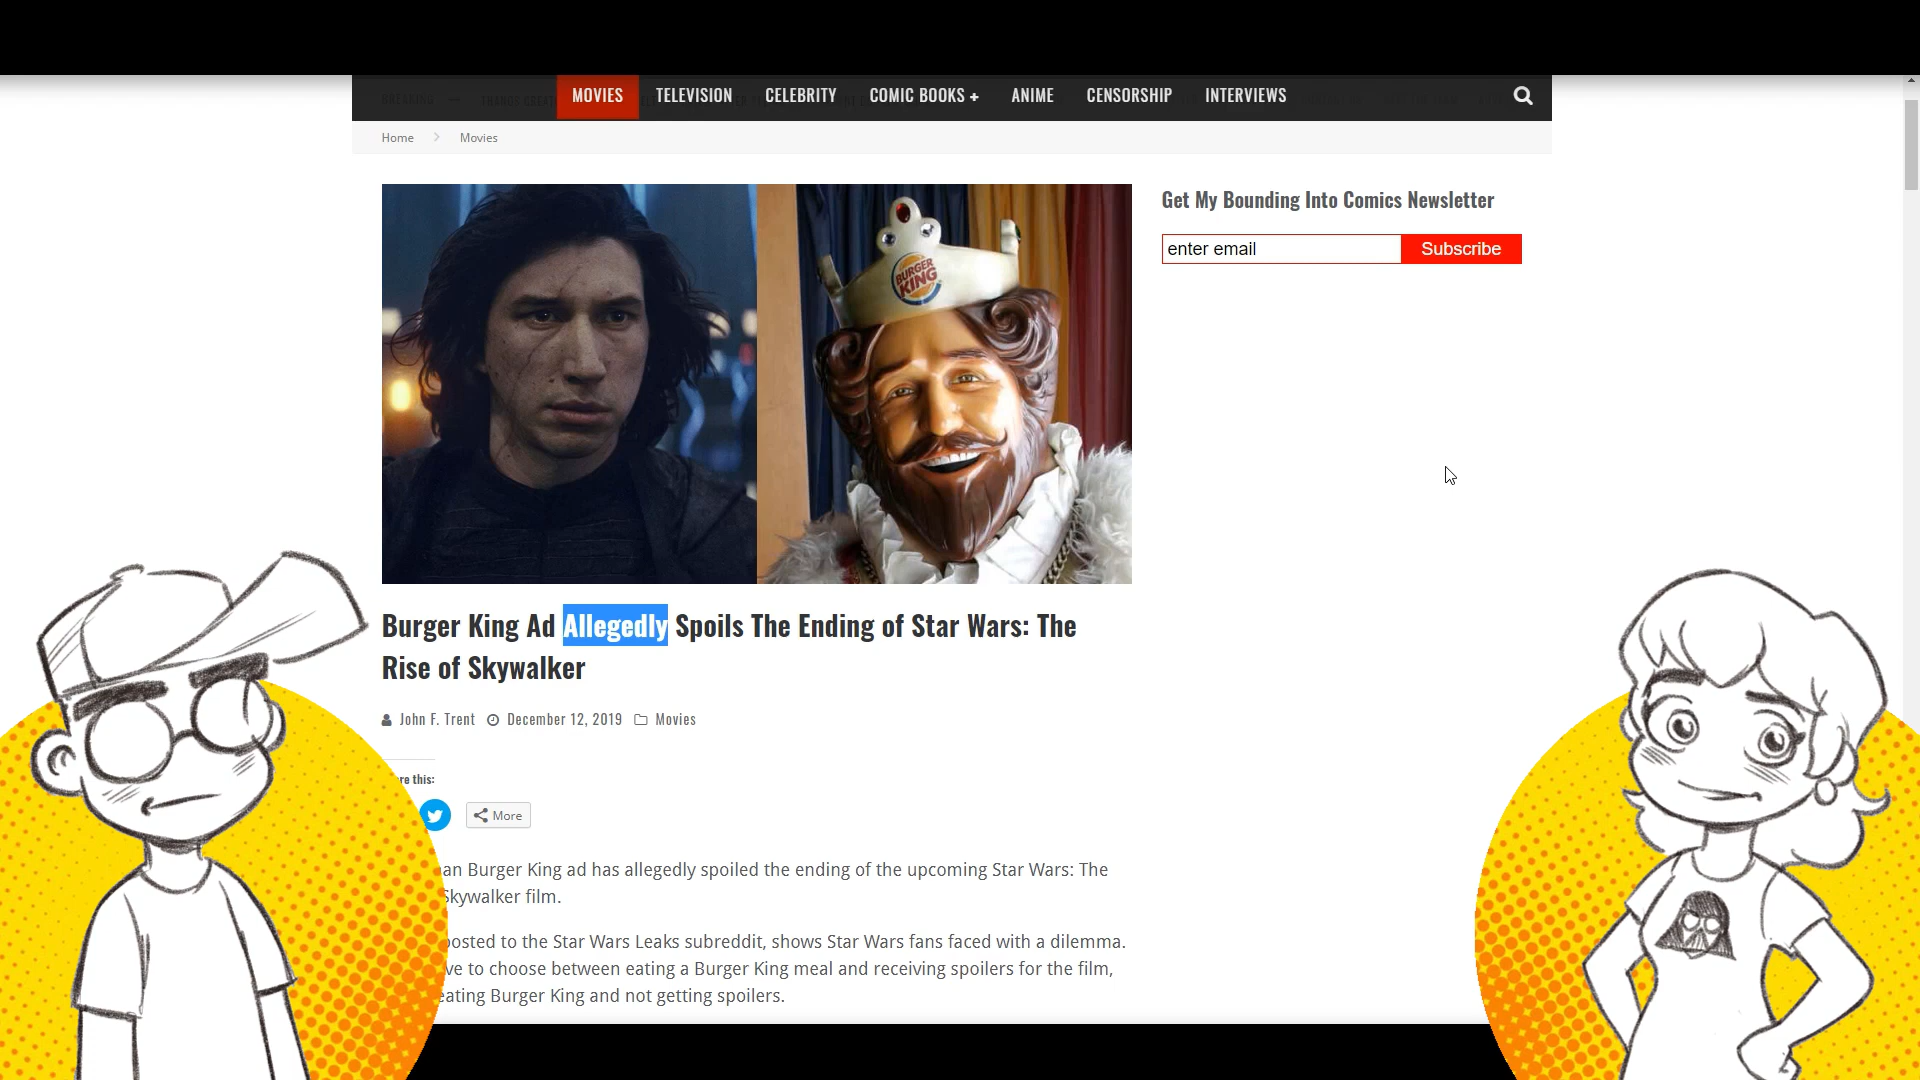 MOVIES TELEVISION CELEBRITY COMIC BOOKS + ANIME CENSORSHIP INTERVIEWS
Home Movies
Get My Bounding Into Comics Newsletter
enter email Subscribe
BURGER
KING
Burger King Ad Allegedly Spoils The Ending of Star Wars: The
Rise of Skywalker
John F. Trent December 12, 2019 Movies
this:
More
Burger King ad has allegedly spoiled the ending of the upcoming Star Wars: The
Skywalker film.
posted to the Star Wars Leaks subreddit, shows Star Wars fans faced with a dilemma.
to choose between eating a Burger King meal and receiving spoilers for the film,
eating Burger King and not getting spoilers.